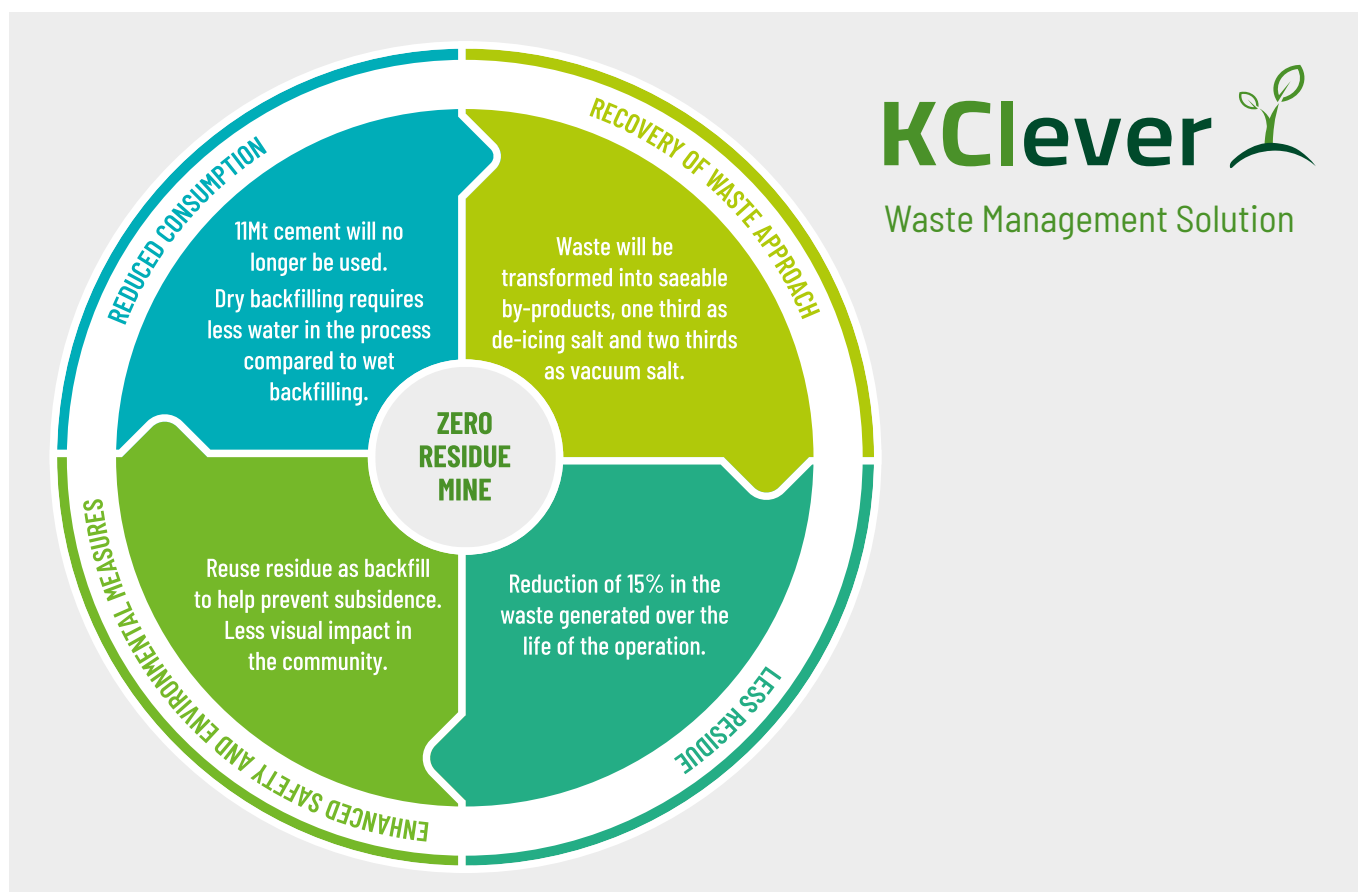 KClever
Waste Management Solution
REDUCED CONSUMPTION
11Mt cement will no
longer be used.
Dry backfilling requires
less water in the process
compared to wet
backfilling.
RECOVERY OF WASTE APPROACH
Waste will be
transformed into saeable
by-products, one third as
de-icing salt and two thirds
as vacuum salt.
ZERO
RESIDUE
MINE
ENHANCED SAFETY AND ENVIRONMENTAL MEASURES
Reuse residue as backfill
to help prevent subsidence.
Less visual impact in
the community.
LESS RESIDUE
Reduction of 15% in the
waste generated over the
life of the operation.